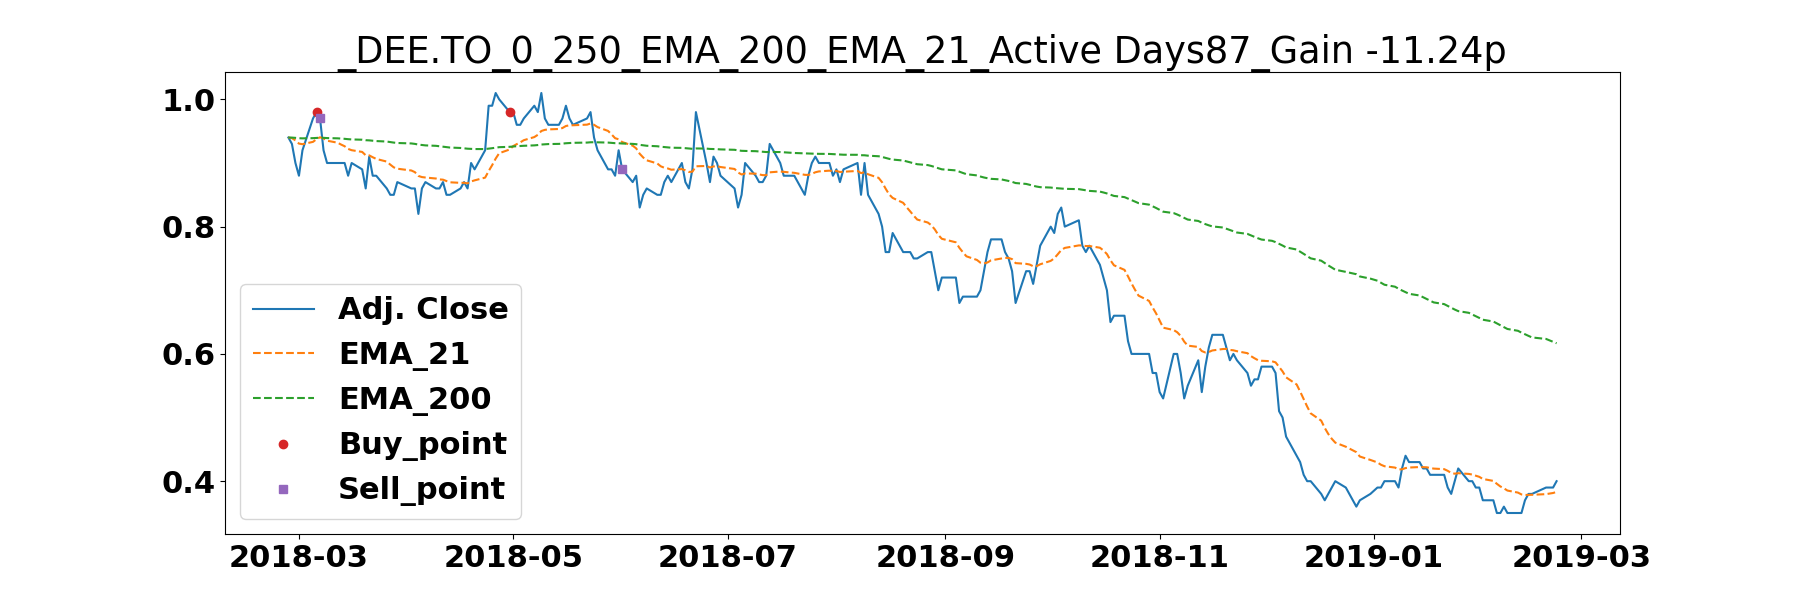 _DEE.TO_0_250_EMA_200_EMA_21_Active Days87_Gain -11.24p
1.0
0.8
0.6
0.4
Adj. Close
EMA_21
EMA_200
Buy_point
Sell_point
2018-03 2018-05 2018-07 2018-09 2018-11 2019-01 2019-03